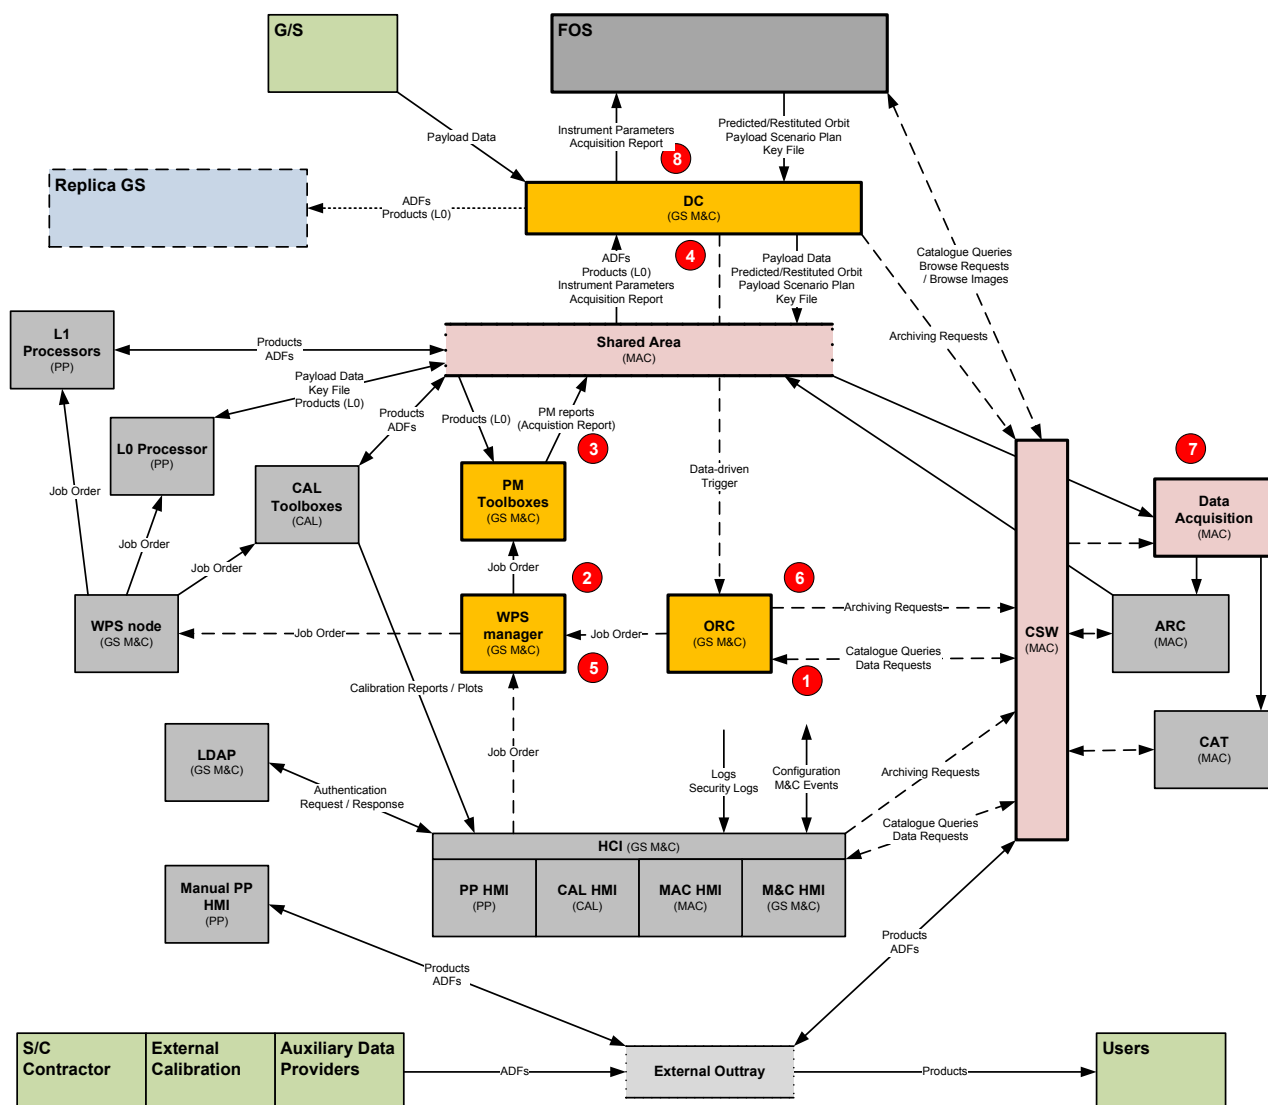 G/S
FOS
Payload Data
Instrument Parameters
Acquisition Report
Predicted/Restituted Orbit
Payload Scenario Plan
Key File
8
Replica GS
ADFs
Products (L0)
DC
(GS M&C)
4
ADFs
Products (L0)
Instrument Parameters
Acquisition Report
Payload Data
Predicted/Restituted Orbit
Payload Scenario Plan
Key File
Catalogue Queries
Browse Requests
/ Browse Images
Archiving Requests
L1
Processors
(PP)
Products
ADFs
Shared Area
(MAC)
Payload Data
Key File
Products (L0)
Products
ADFs
Products (L0)
PM reports
(Acquistion Report)
3
L0 Processor
(PP)
CAL
Toolboxes
(CAL)
PM
Toolboxes
(GS M&C)
Data-driven
Trigger
7
Data
Acquisition
(MAC)
Job Order
Job Order
Job Order
Job Order
2
6
WPS node
(GS M&C)
Job Order
WPS
manager
(GS M&C)
Job Order
ORC
(GS M&C)
Archiving Requests
CSW
(MAC)
ARC
(MAC)
Catalogue Queries
Data Requests
5
1
Calibration Reports / Plots
LDAP
(GS M&C)
Job Order
CAT
(MAC)
Logs
Security Logs
Configuration
M&C Events
Archiving Requests
Authentication
Request / Response
Catalogue Queries
Data Requests
HCI (GS M&C)
Manual PP
HMI
(PP)
PP HMI
(PP)
CAL HMI
(CAL)
MAC HMI
(MAC)
M&C HMI
(GS M&C)
Products
ADFs
Products
ADFs
S/C
Contractor
External
Calibration
Auxiliary Data
Providers
ADFs
External Outtray
Products
Users